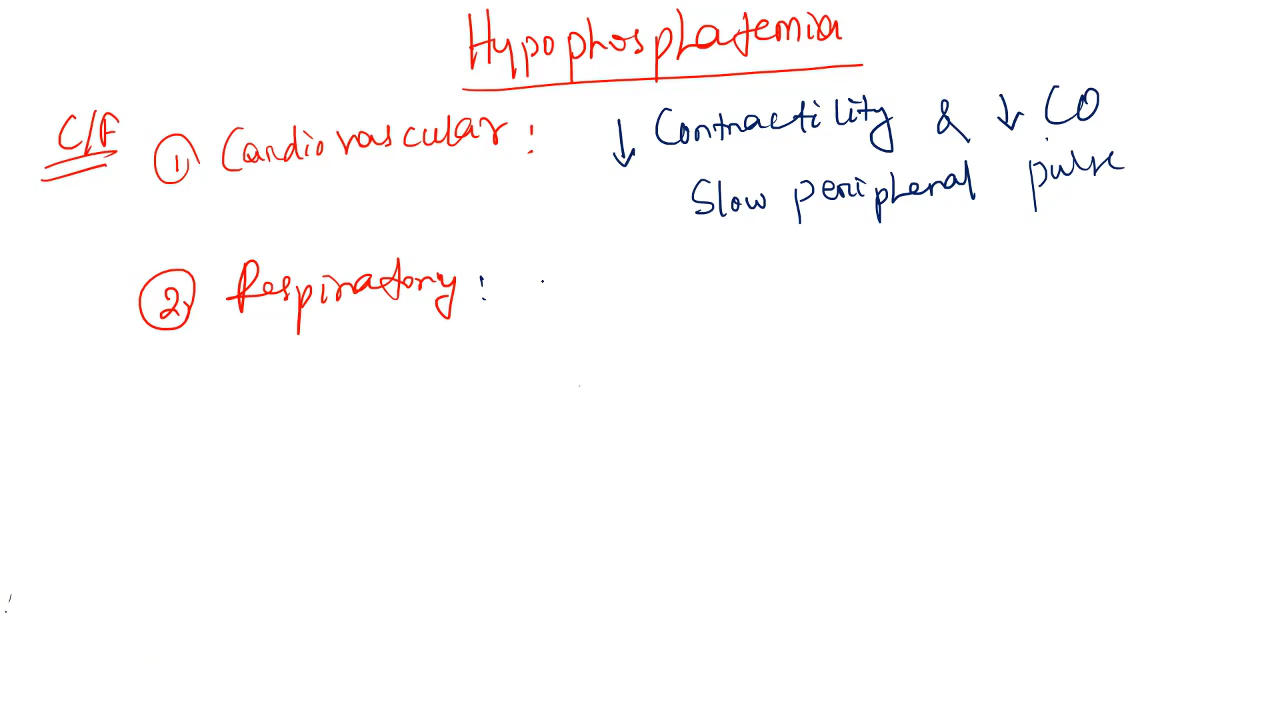 Hypophosphatemia
C/F ① Cardiovascular : ↓ Contractility & ↓ CO
Slow peripheral pulse
② Respiratory :